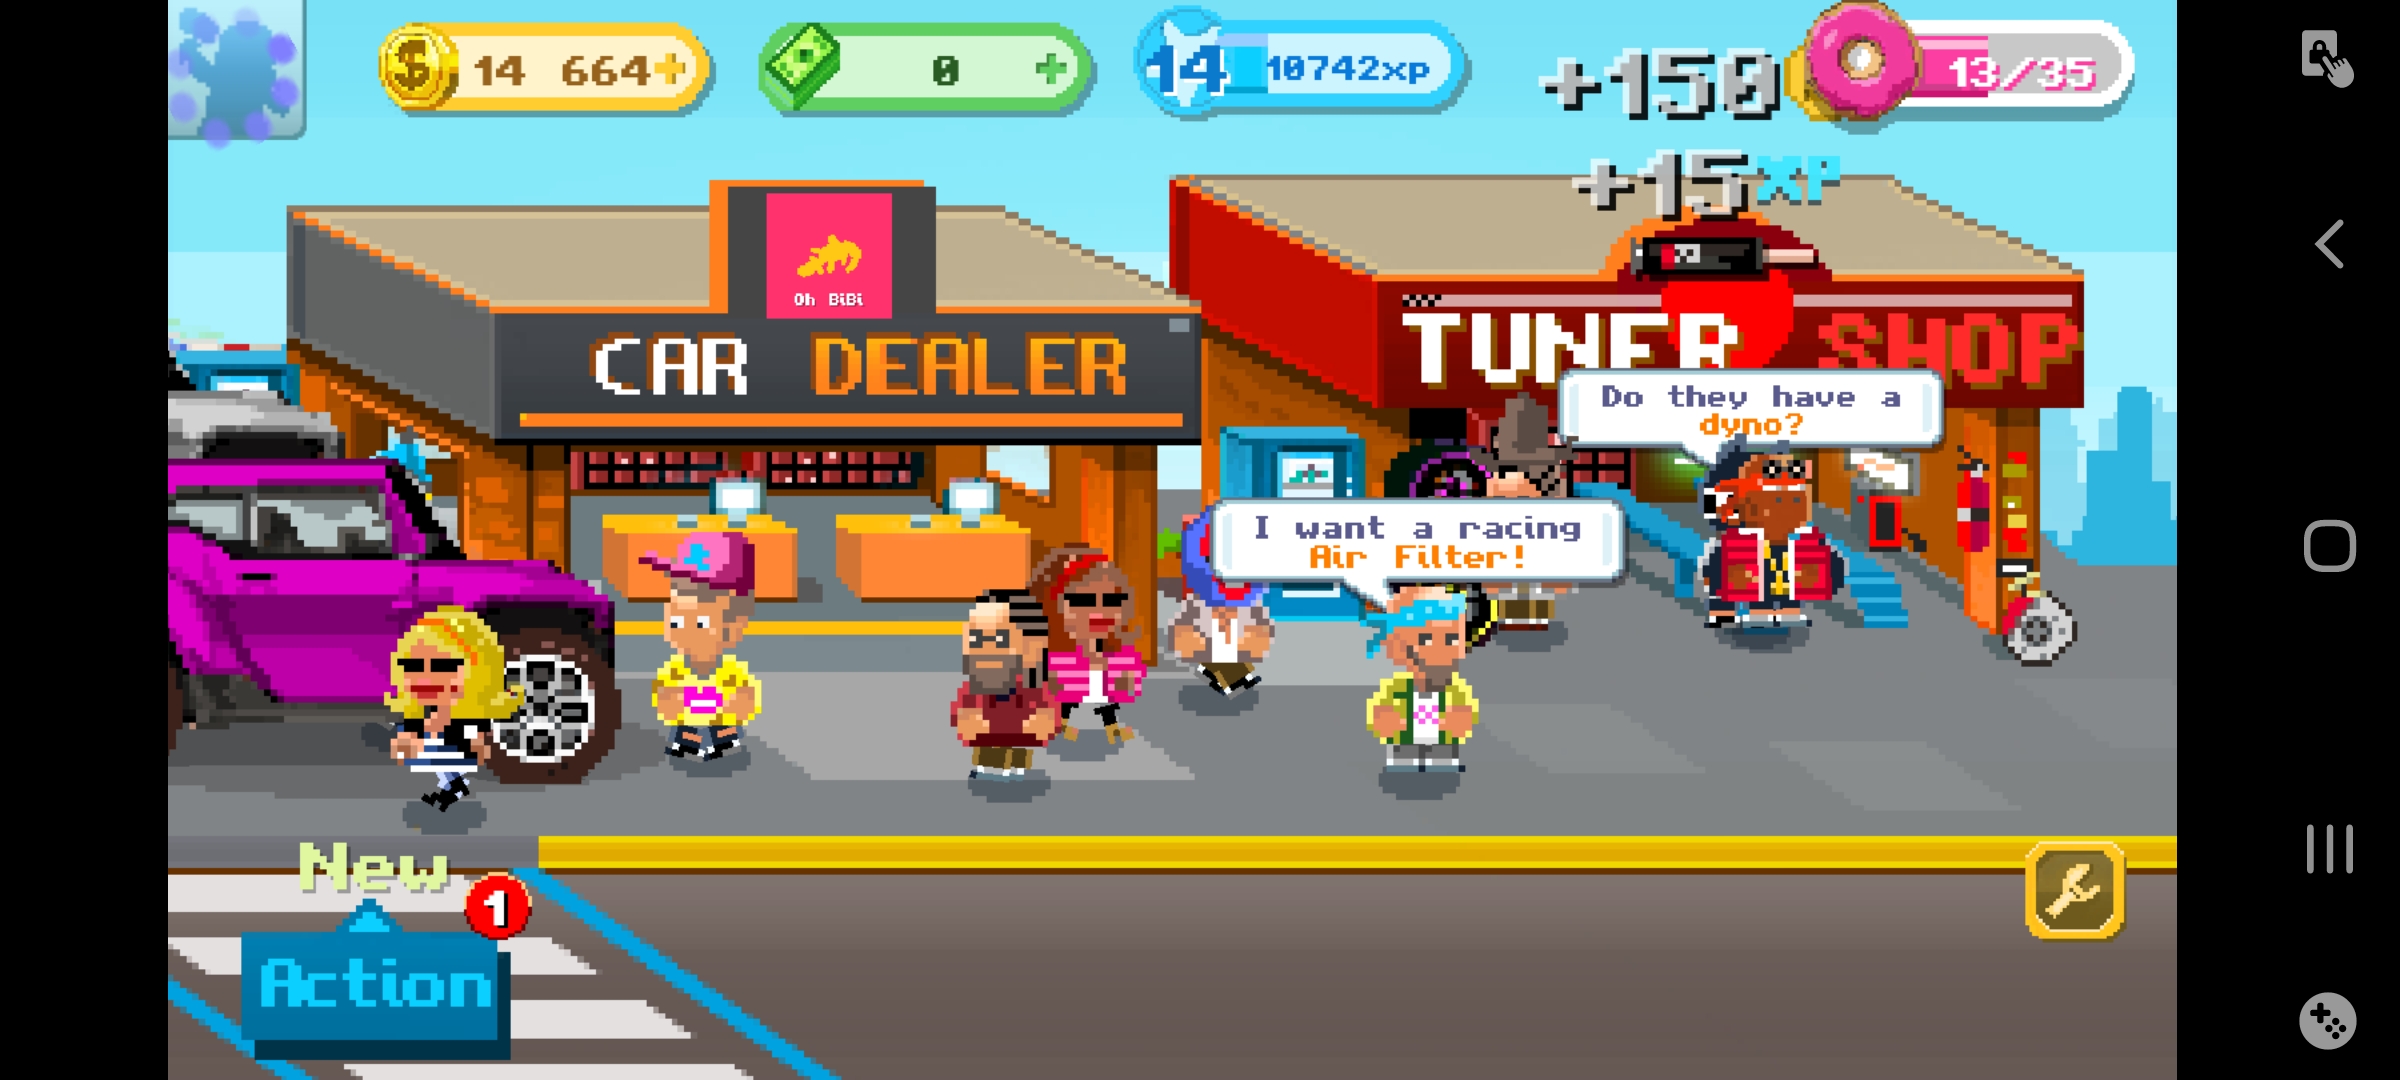 14 664
0
14 10742xp
+150
13/35
+15XP
Oh BiBi
CAR DEALER
TUNER SHOP
Do they have a
dyno?
I want a racing
Air Filter!
New
1
Action